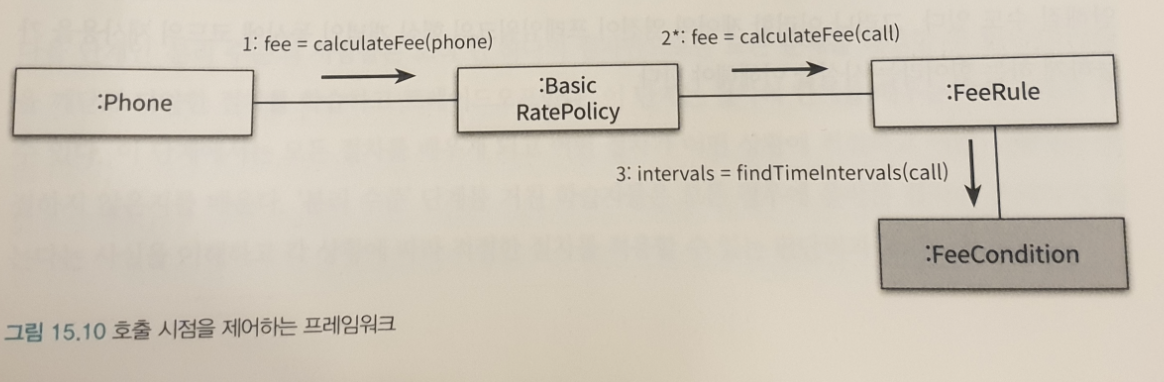 1: fee = calculateFee(phone)
2*: fee = calculateFee(call)
:Phone
:Basic
RatePolicy
:FeeRule
3: intervals = findTimeIntervals(call)
:FeeCondition
그림 15.10 호출 시점을 제어하는 프레임워크